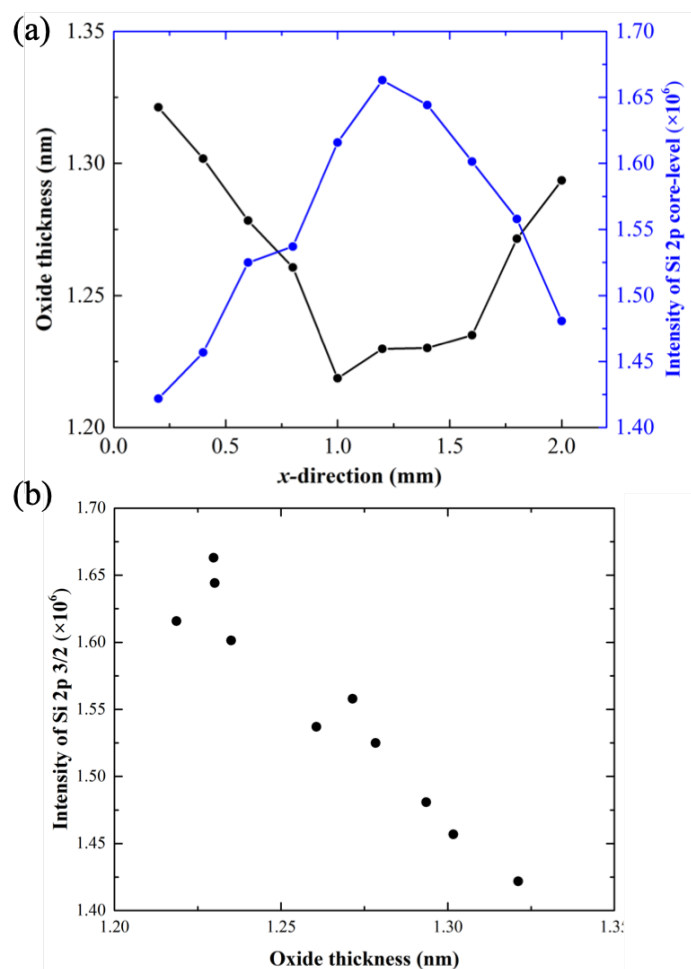 (a)
1.35
1.30
1.25
1.20
Oxide thickness (nm)
1.70
1.65
1.60
1.55
1.50
1.45
1.40
Intensity of Si 2p core-level (×10⁶)
0.0 0.5 1.0 1.5 2.0
x-direction (mm)
(b)
1.70
1.65
1.60
1.55
1.50
1.45
1.40
Intensity of Si 2p 3/2 (×10⁶)
1.20 1.25 1.30 1.35
Oxide thickness (nm)